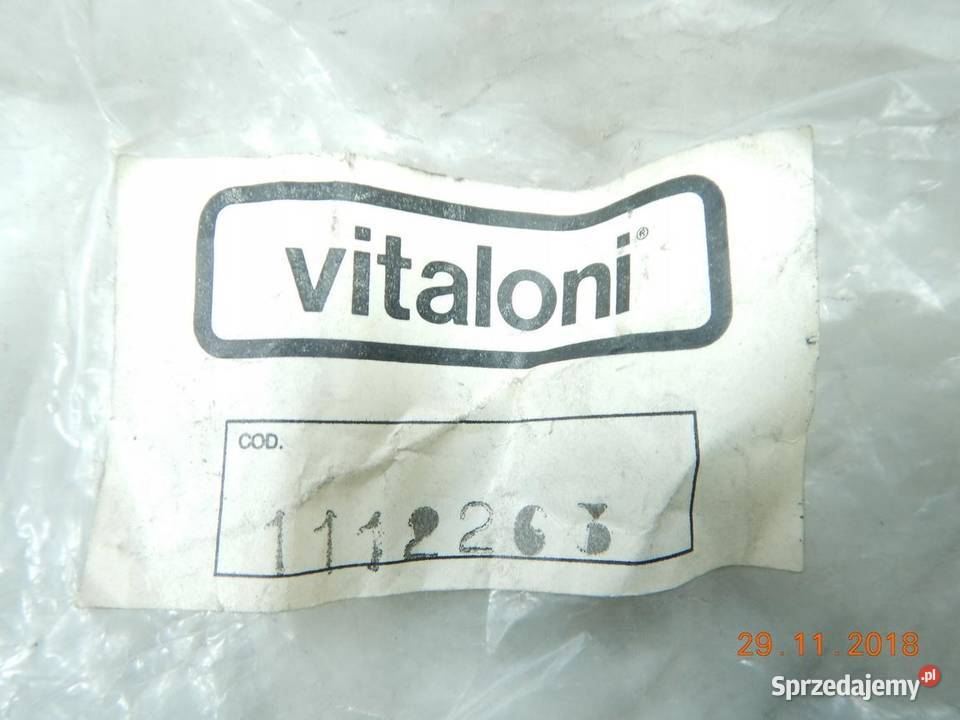 vitaloni®
COD.
1112263
29.11.2018
Sprzedajemy.pl